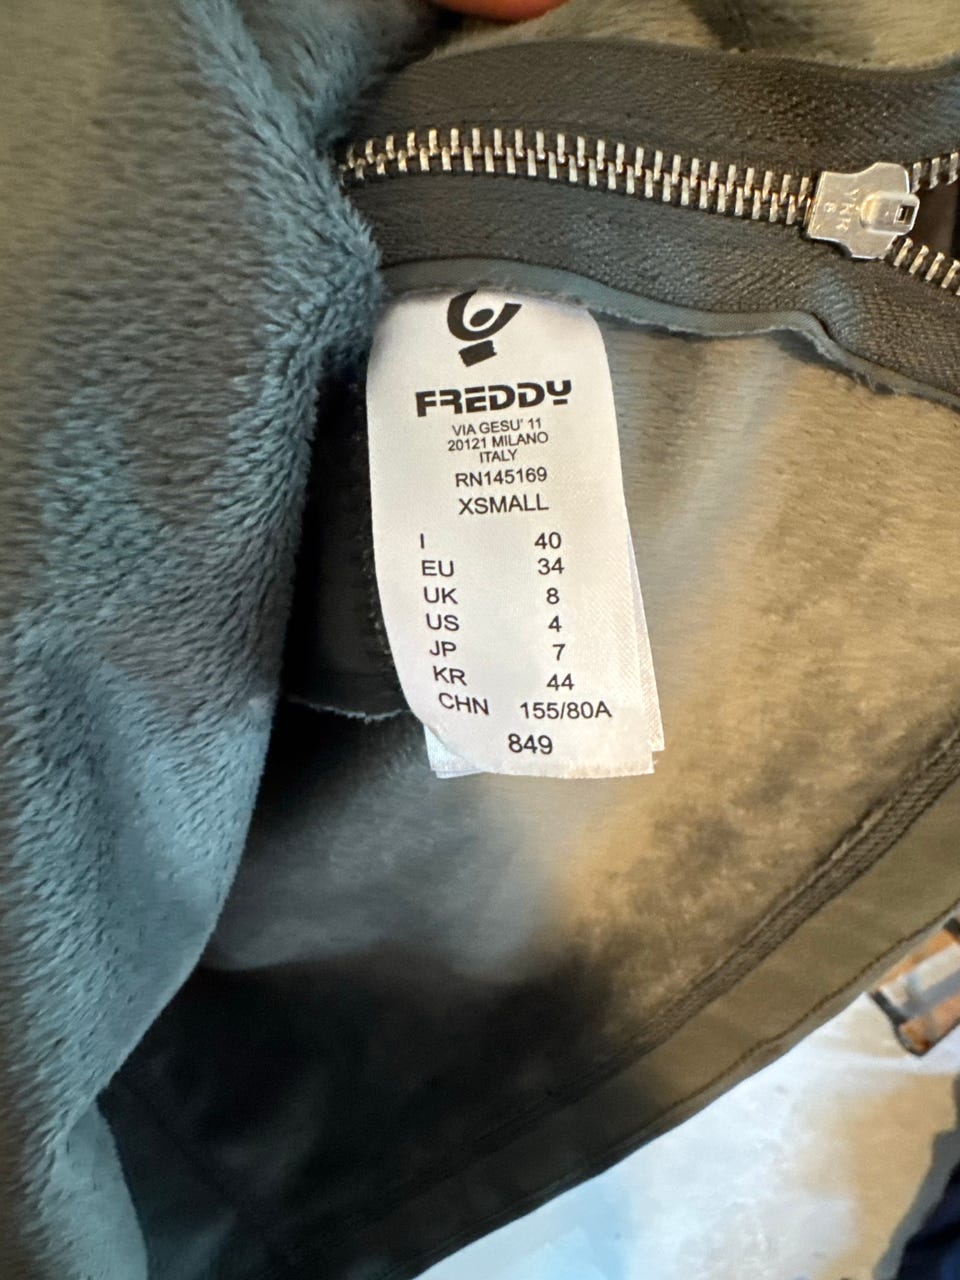 FREDDY
VIA GESU' 11
20121 MILANO
ITALY
RN145169
XSMALL
I 40
EU 34
UK 8
US 4
JP 7
KR 44
CHN 155/80A
849